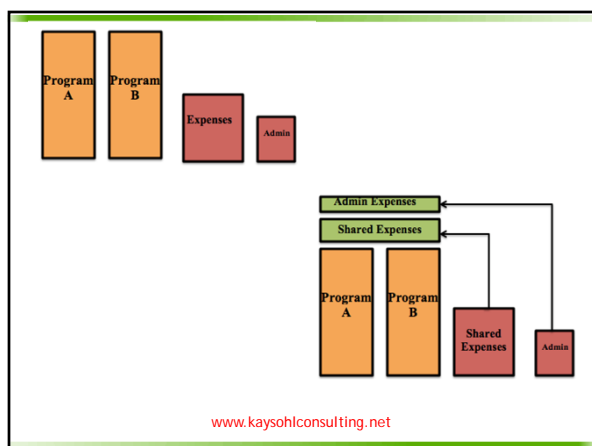 Program
A
Program
B
Expenses
Admin
Admin Expenses
Shared Expenses
Program
A
Program
B
Shared
Expenses
Admin
www.kaysohlconsulting.net